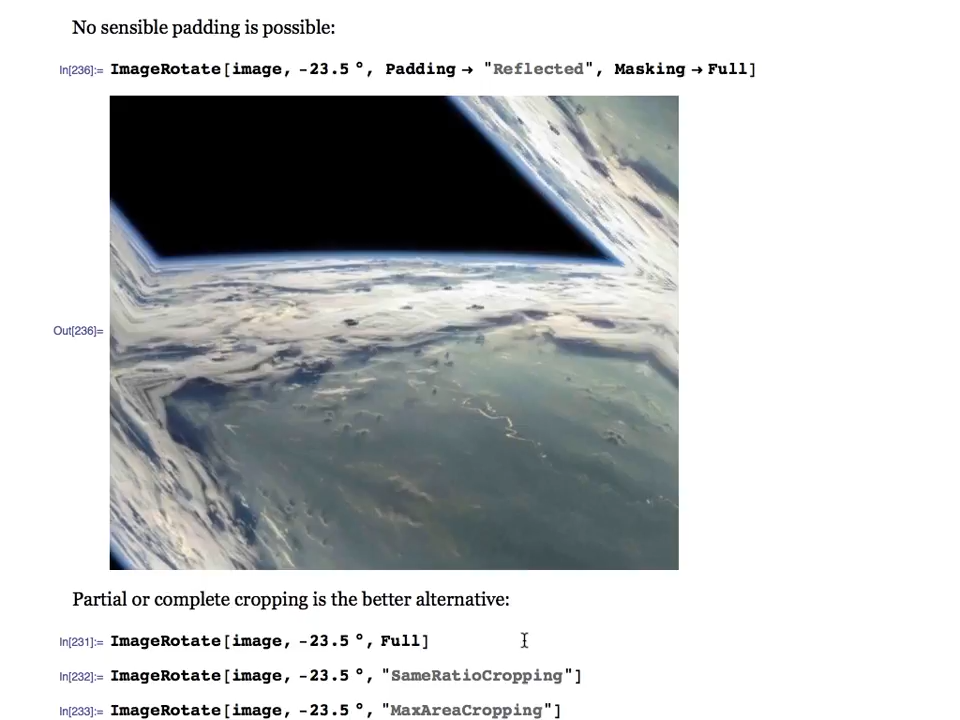 No sensible padding is possible:
In[236]:= ImageRotate[image, -23.5 °, Padding → "Reflected", Masking → Full]
Out[236]=
Partial or complete cropping is the better alternative:
In[231]:= ImageRotate[image, -23.5 °, Full]
In[232]:= ImageRotate[image, -23.5 °, "SameRatioCropping"]
In[233]:= ImageRotate[image, -23.5 °, "MaxAreaCropping"]